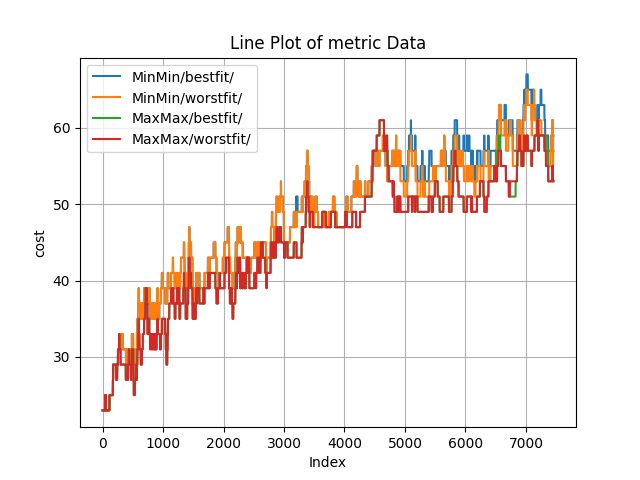 Line Plot of metric Data
MinMin/bestfit/
MinMin/worstfit/
MaxMax/bestfit/
MaxMax/worstfit/
60
50
40
30
cost
0 1000 2000 3000 4000 5000 6000 7000
Index